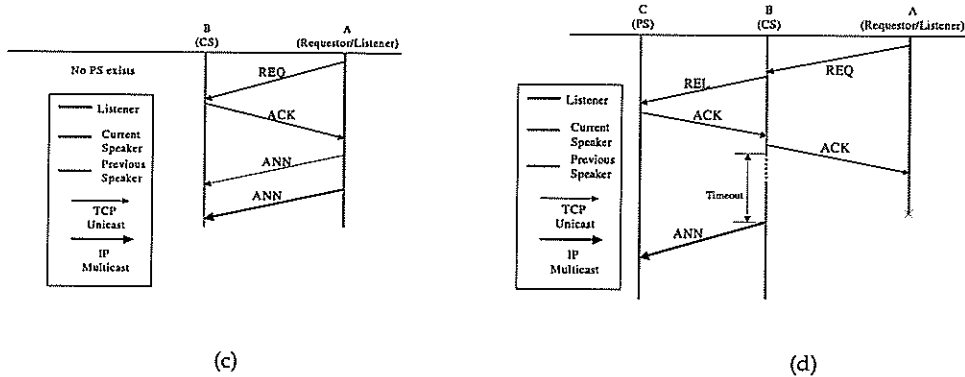 B
(CS)
A
(Requestor/Listener)
No PS exists
REQ
ACK
ANN
ANN
Listener
Current
Speaker
Previous
Speaker
TCP
Unicast
IP
Multicast
(c)
C
(PS)
B
(CS)
A
(Requestor/Listener)
REL
REQ
ACK
ACK
Timeout
ANN
Listener
Current
Speaker
Previous
Speaker
TCP
Unicast
IP
Multicast
(d)